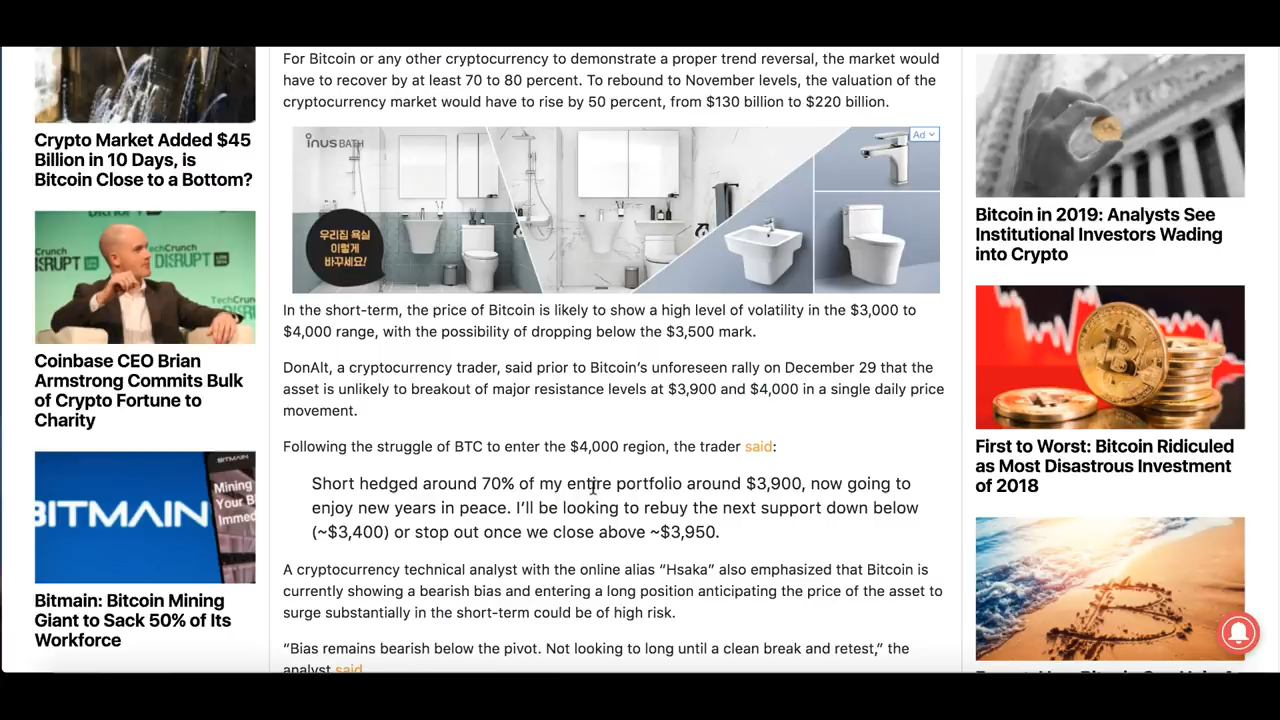 Crypto Market Added $45
Billion in 10 Days, is
Bitcoin Close to a Bottom?
CrunchCrunch
DISRUPT
TechCrunch
DISRUPT
Coinbase CEO Brian
Armstrong Commits Bulk
of Crypto Fortune to
Charity
BITMAIN
BITMAIN
Mining
Your B
Immed
Bitmain: Bitcoin Mining
Giant to Sack 50% of Its
Workforce
For Bitcoin or any other cryptocurrency to demonstrate a proper trend reversal, the market would
have to recover by at least 70 to 80 percent. To rebound to November levels, the valuation of the
cryptocurrency market would have to rise by 50 percent, from $130 billion to $220 billion.
inus BATH
Ad
우리집 욕실
이렇게
바꾸세요!
In the short-term, the price of Bitcoin is likely to show a high level of volatility in the $3,000 to
$4,000 range, with the possibility of dropping below the $3,500 mark.
DonAlt, a cryptocurrency trader, said prior to Bitcoin's unforeseen rally on December 29 that the
asset is unlikely to breakout of major resistance levels at $3,900 and $4,000 in a single daily price
movement.
Following the struggle of BTC to enter the $4,000 region, the trader said:
Short hedged around 70% of my entire portfolio around $3,900, now going to
enjoy new years in peace. I'll be looking to rebuy the next support down below
(~$3,400) or stop out once we close above ~$3,950.
A cryptocurrency technical analyst with the online alias “Hsaka” also emphasized that Bitcoin is
currently showing a bearish bias and entering a long position anticipating the price of the asset to
surge substantially in the short-term could be of high risk.
“Bias remains bearish below the pivot. Not looking to long until a clean break and retest,” the
analyst said
Bitcoin in 2019: Analysts See
Institutional Investors Wading
into Crypto
First to Worst: Bitcoin Ridiculed
as Most Disastrous Investment
of 2018